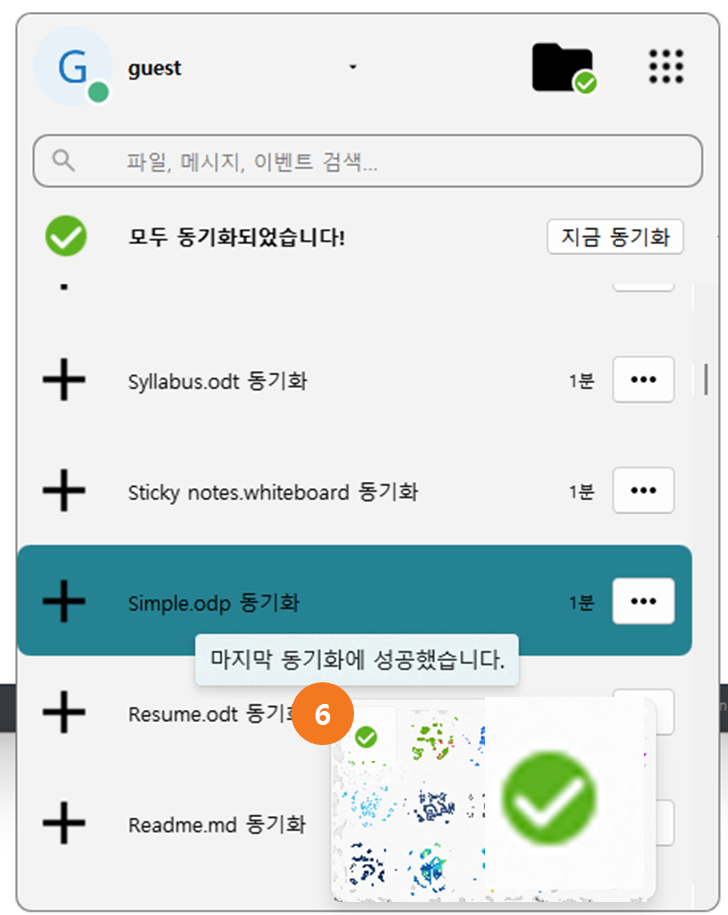 G
guest
파일, 메시지, 이벤트 검색...
모두 동기화되었습니다!
지금 동기화
Syllabus.odt 동기화
1분
Sticky notes.whiteboard 동기화
1분
Simple.odp 동기화
1분
마지막 동기화에 성공했습니다.
6
Resume.odt 동기
Readme.md 동기화